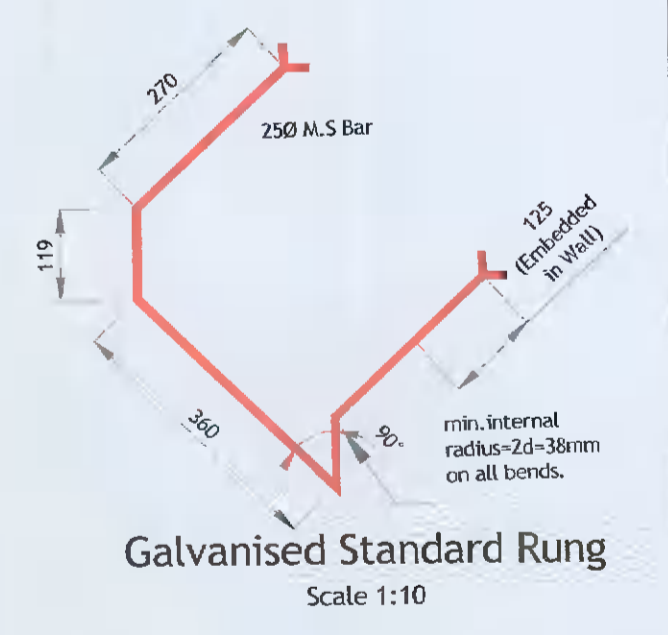 270
25Ø M.S Bar
119
125
(Embedded
in Wall)
360
90°
min.internal
radius=2d=38mm
on all bends.
Galvanised Standard Rung
Scale 1:10